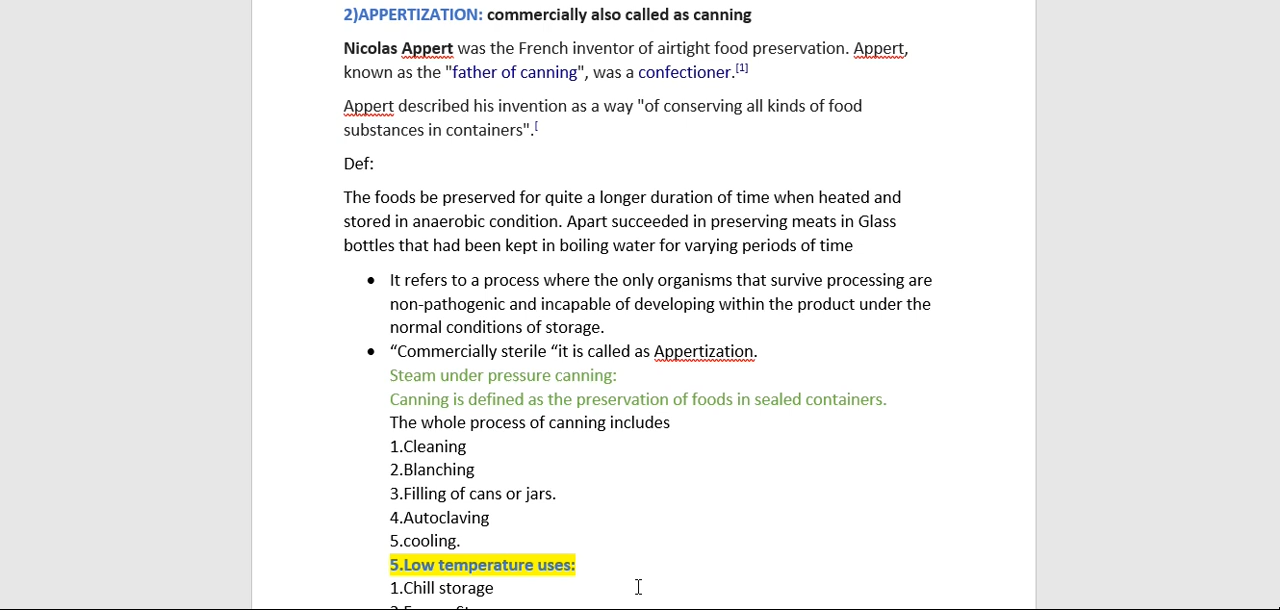 2)APPERTIZATION: commercially also called as canning
Nicolas Appert was the French inventor of airtight food preservation. Appert,
known as the "father of canning", was a confectioner.[1]
Appert described his invention as a way "of conserving all kinds of food
substances in containers".[
Def:
The foods be preserved for quite a longer duration of time when heated and
stored in anaerobic condition. Apart succeeded in preserving meats in Glass
bottles that had been kept in boiling water for varying periods of time
• It refers to a process where the only organisms that survive processing are
non-pathogenic and incapable of developing within the product under the
normal conditions of storage.
• “Commercially sterile “it is called as Appertization.
Steam under pressure canning:
Canning is defined as the preservation of foods in sealed containers.
The whole process of canning includes
1.Cleaning
2.Blanching
3.Filling of cans or jars.
4.Autoclaving
5.cooling.
5.Low temperature uses:
1.Chill storage